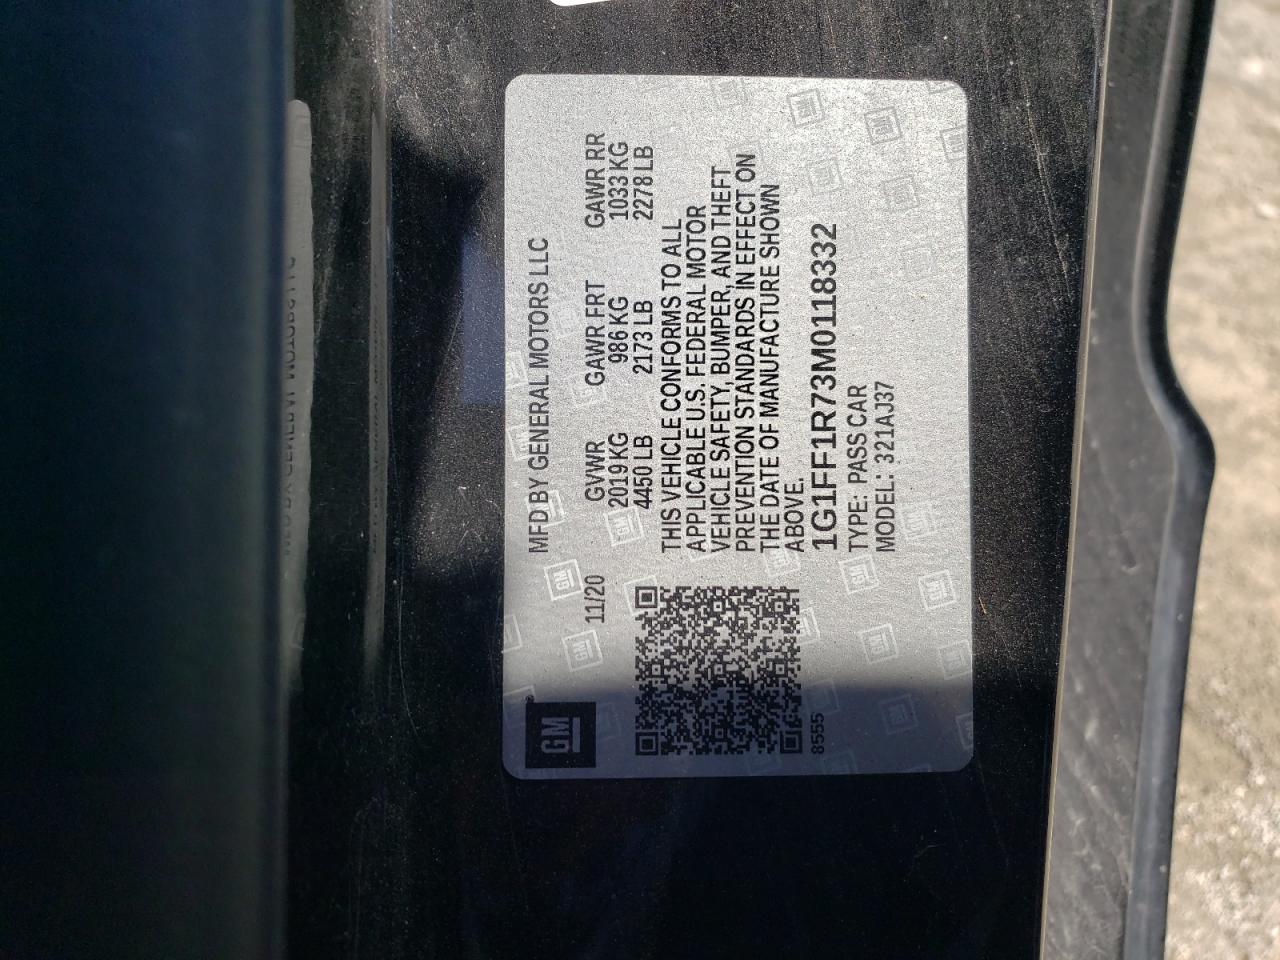 GM
MFD BY GENERAL MOTORS LLC
11/20
GVWR GAWR FRT GAWR RR
2019 KG 986 KG 1033 KG
4450 LB 2173 LB 2278 LB
THIS VEHICLE CONFORMS TO ALL
APPLICABLE U.S. FEDERAL MOTOR
VEHICLE SAFETY, BUMPER, AND THEFT
PREVENTION STANDARDS IN EFFECT ON
THE DATE OF MANUFACTURE SHOWN
ABOVE.
1G1FF1R73M0118332
TYPE: PASS CAR
MODEL: 321AJ37
8555